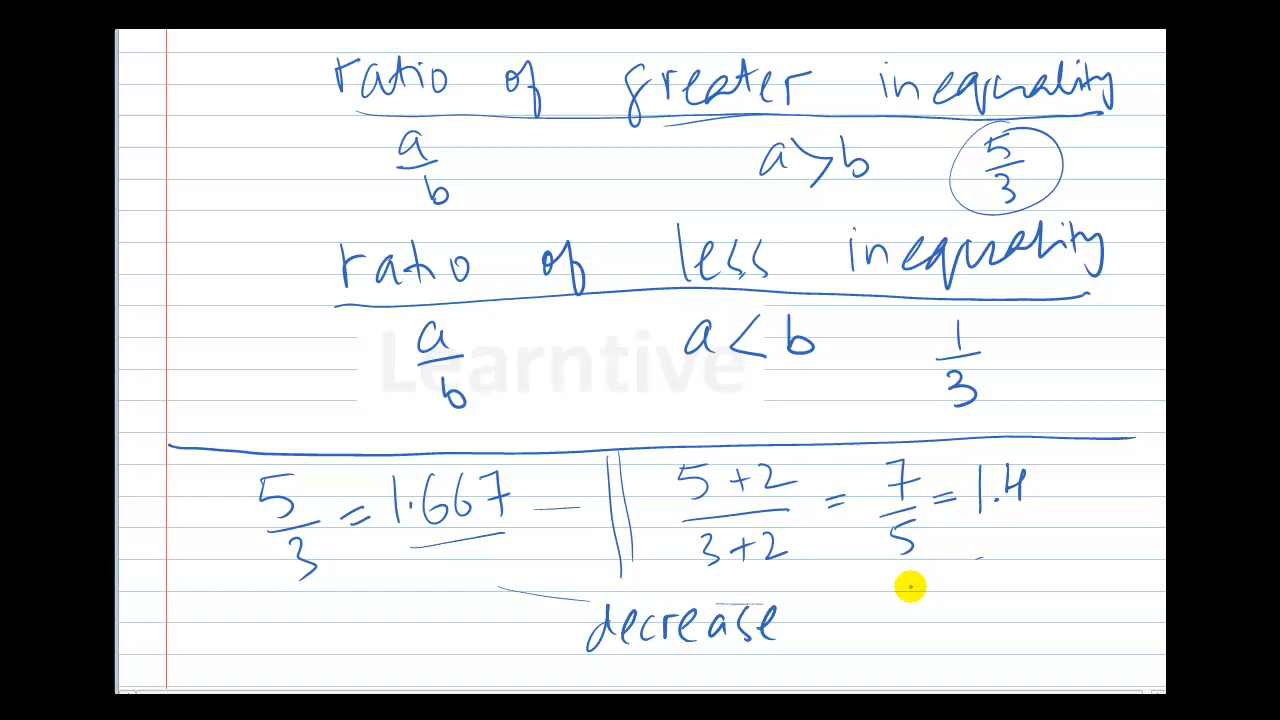 ratio of greater inequality
a/b a>b 5/3
ratio of less inequality
a/b a<b 1/3
Learntive
5/3 = 1.667 5+2/3+2 = 7/5 = 1.4
decrease